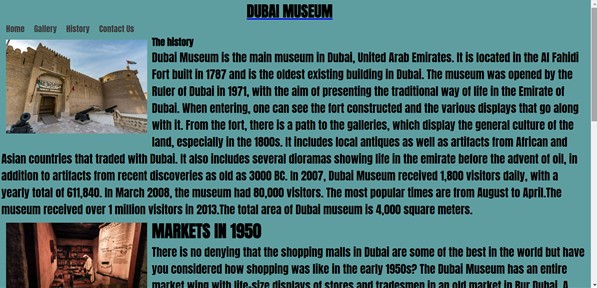 DUBAI MUSEUM
Home Gallery History Contact Us
The history
Dubai Museum is the main museum in Dubai, United Arab Emirates. It is located in the Al Fahidi
Fort built in 1787 and is the oldest existing building in Dubai. The museum was opened by the
Ruler of Dubai in 1971, with the aim of presenting the traditional way of life in the Emirate of
Dubai. When entering, one can see the fort constructed and the various displays that go along
with it. From the fort, there is a path to the galleries, which display the general culture of the
land, especially in the 1800s. It includes local antiques as well as artifacts from African and
Asian countries that traded with Dubai. It also includes several dioramas showing life in the emirate before the advent of oil, in
addition to artifacts from recent discoveries as old as 3000 BC. In 2007, Dubai Museum received 1,800 visitors daily, with a
yearly total of 611,840. In March 2008, the museum had 80,000 visitors. The most popular times are from August to April.The
museum received over 1 million visitors in 2013.The total area of Dubai museum is 4,000 square meters.
MARKETS IN 1950
There is no denying that the shopping malls in Dubai are some of the best in the world but have
you considered how shopping was like in the early 1950s? The Dubai Museum has an entire
market wing with life-size displays of stores and tradesmen in an old market in Bur Dubai. A